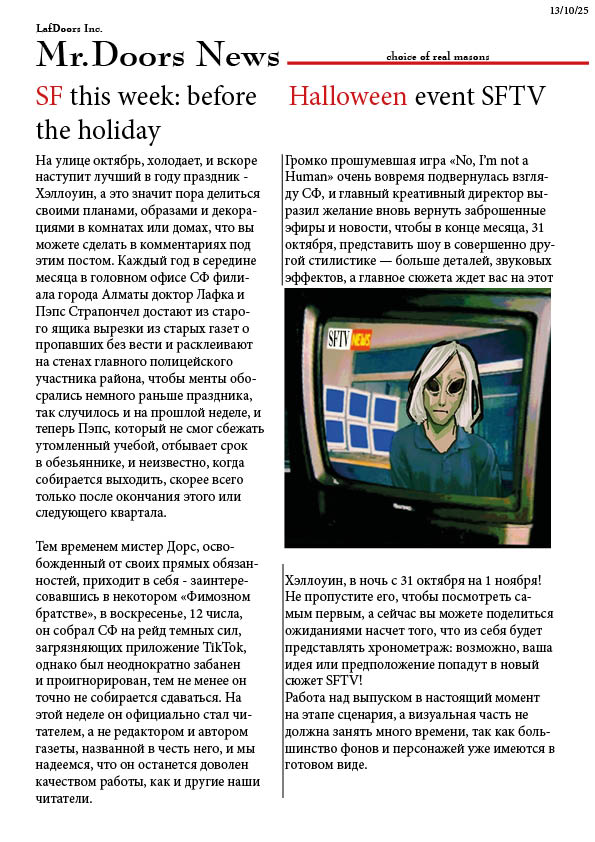 13/10/25
LafDoors Inc.
Mr.Doors News
choice of real masons
SF this week: before
the holiday
На улице октябрь, холодает, и вскоре
наступит лучший в году праздник -
Хэллоуин, а это значит пора делиться
своими планами, образами и декора-
циями в комнатах или домах, что вы
можете сделать в комментариях под
этим постом. Каждый год в середине
месяца в головном офисе СФ фили-
ала города Алматы доктор Лафка и
Пэпс Страпончел достают из старо-
го ящика вырезки из старых газет о
пропавших без вести и расклеивают
на стенах главного полицейского
участника района, чтобы менты обо-
срались немного раньше праздника,
так случилось и на прошлой неделе, и
теперь Пэпс, который не смог сбежать
утомленный учебой, отбывает срок
в обезьяннике, и неизвестно, когда
собирается выходить, скорее всего
только после окончания этого или
следующего квартала.
Тем временем мистер Дорс, осво-
божденный от своих прямых обязан-
ностей, приходит в себя - заинтере-
совавшись в некотором «Фимозном
братстве», в воскресенье, 12 числа,
он собрал СФ на рейд темных сил,
загрязняющих приложение TikTok,
однако был неоднократно забанен
и проигнорирован, тем не менее он
точно не собирается сдаваться. На
этой неделе он официально стал чи-
тателем, а не редактором и автором
газеты, названной в честь него, и мы
надеемся, что он останется доволен
качеством работы, как и другие наши
читатели.
Halloween event SFTV
Громко прошумевшая игра «No, I’m not a
Human» очень вовремя подвернулась взгля-
ду СФ, и главный креативный директор вы-
разил желание вновь вернуть заброшенные
эфиры и новости, чтобы в конце месяца, 31
октября, представить шоу в совершенно дру-
гой стилистике — больше деталей, звуковых
эффектов, а главное сюжета ждет вас на этот
SFTV NEWS
Хэллоуин, в ночь с 31 октября на 1 ноября!
Не пропустите его, чтобы посмотреть са-
мым первым, а сейчас вы можете поделиться
ожиданиями насчет того, что из себя будет
представлять хронометраж: возможно, ваша
идея или предположение попадут в новый
сюжет SFTV!
Работа над выпуском в настоящий момент
на этапе сценария, а визуальная часть не
должна занять много времени, так как боль-
шинство фонов и персонажей уже имеются в
готовом виде.